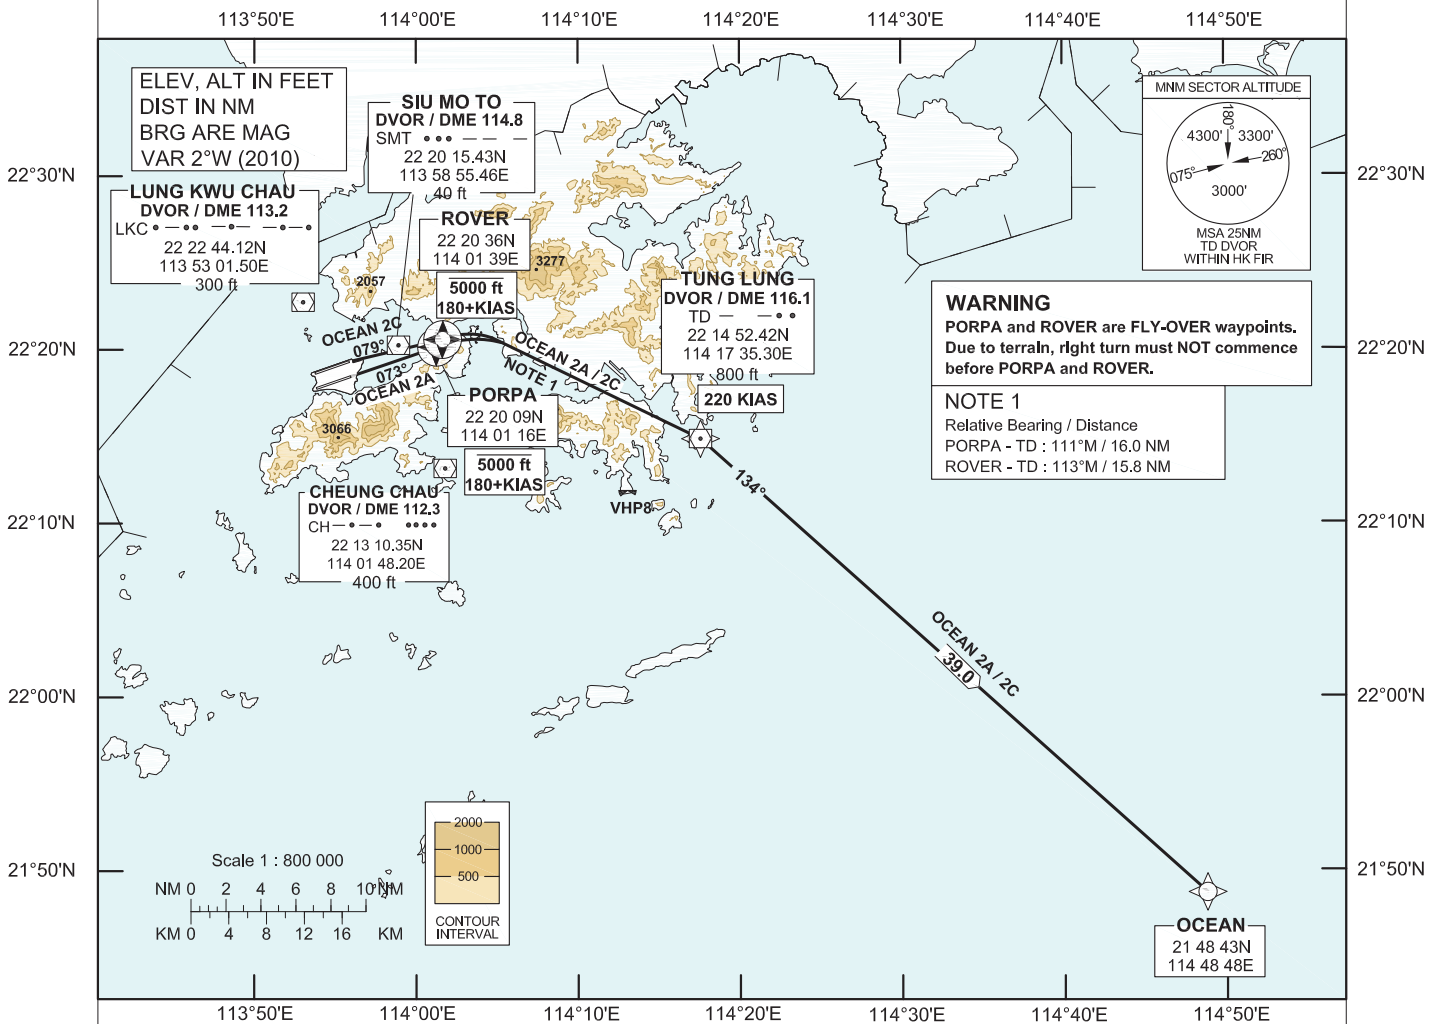 113°50'E
114°00'E
114°10'E
114°20'E
114°30'E
114°40'E
114°50'E
ELEV, ALT IN FEET
DIST IN NM
BRG ARE MAG
VAR 2°W (2010)
SIU MO TO
DVOR / DME 114.8
SMT
22 20 15.43N
113 58 55.46E
40 ft
MNM SECTOR ALTITUDE
180°
4300' 3300'
260°
075°
3000'
MSA 25NM
TD DVOR
WITHIN HK FIR
22°30'N
22°30'N
LUNG KWU CHAU
DVOR / DME 113.2
LKC
22 22 44.12N
113 53 01.50E
300 ft
ROVER
22 20 36N
114 01 39E
5000 ft
180+KIAS
3277
2057
TUNG LUNG
DVOR / DME 116.1
TD
22 14 52.42N
114 17 35.30E
800 ft
220 KIAS
WARNING
PORPA and ROVER are FLY-OVER waypoints.
Due to terrain, right turn must NOT commence
before PORPA and ROVER.
NOTE 1
Relative Bearing / Distance
PORPA - TD : 111°M / 16.0 NM
ROVER - TD : 113°M / 15.8 NM
22°20'N
22°20'N
OCEAN 2C
079°
073°
OCEAN 2A
OCEAN 2A / 2C
NOTE 1
PORPA
22 20 09N
114 01 16E
5000 ft
180+KIAS
3066
134°
VHP8
CHEUNG CHAU
DVOR / DME 112.3
CH
22 13 10.35N
114 01 48.20E
400 ft
22°10'N
22°10'N
OCEAN 2A / 2C
39.0
22°00'N
22°00'N
21°50'N
21°50'N
Scale 1 : 800 000
NM 0 2 4 6 8 10 NM
KM 0 4 8 12 16 KM
2000
1000
500
CONTOUR
INTERVAL
OCEAN
21 48 43N
114 48 48E
113°50'E
114°00'E
114°10'E
114°20'E
114°30'E
114°40'E
114°50'E